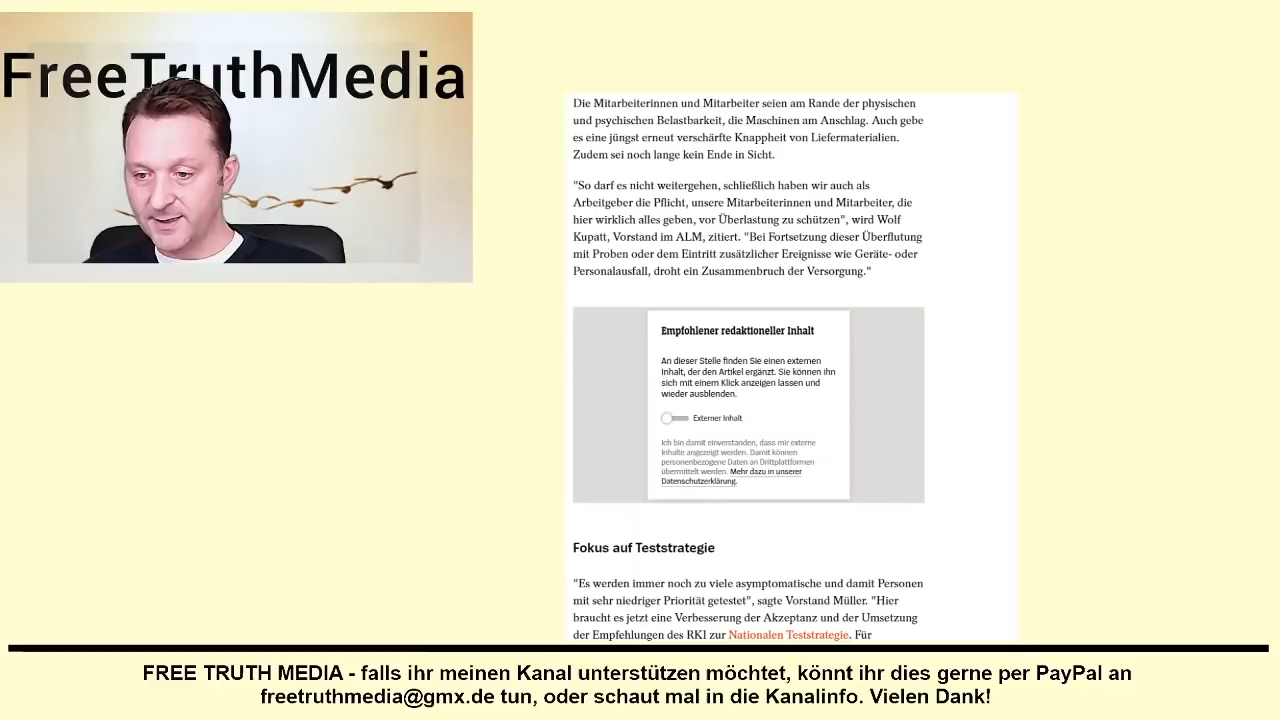 FreeTruthMedia
Die Mitarbeiterinnen und Mitarbeiter seien am Rande der physischen
und psychischen Belastbarkeit, die Maschinen am Anschlag. Auch gebe
es eine jüngst erneut verschärfte Knappheit von Liefermaterialien.
Zudem sei noch lange kein Ende in Sicht.
"So darf es nicht weitergehen, schließlich haben wir auch als
Arbeitgeber die Pflicht, unsere Mitarbeiterinnen und Mitarbeiter, die
hier wirklich alles geben, vor Überlastung zu schützen", wird Wolf
Kupatt, Vorstand im ALM, zitiert. "Bei Fortsetzung dieser Überflutung
mit Proben oder dem Eintritt zusätzlicher Ereignisse wie Geräte- oder
Personalausfall, droht ein Zusammenbruch der Versorgung."
Empfohlener redaktioneller Inhalt
An dieser Stelle finden Sie einen externen
Inhalt, der den Artikel ergänzt. Sie können ihn
sich mit einem Klick anzeigen lassen und
wieder ausblenden.
Externer Inhalt
Ich bin damit einverstanden, dass mir externe
Inhalte angezeigt werden. Damit können
personenbezogene Daten an Drittplattformen
übermittelt werden. Mehr dazu in unserer
Datenschutzerklärung.
Fokus auf Teststrategie
"Es werden immer noch zu viele asymptomatische und damit Personen
mit sehr niedriger Priorität getestet", sagte Vorstand Müller. "Hier
braucht es jetzt eine Verbesserung der Akzeptanz und der Umsetzung
der Empfehlungen des RKI zur Nationalen Teststrategie. Für
FREE TRUTH MEDIA - falls ihr meinen Kanal unterstützen möchtet, könnt ihr dies gerne per PayPal an
freetruthmedia@gmx.de tun, oder schaut mal in die Kanalinfo. Vielen Dank!